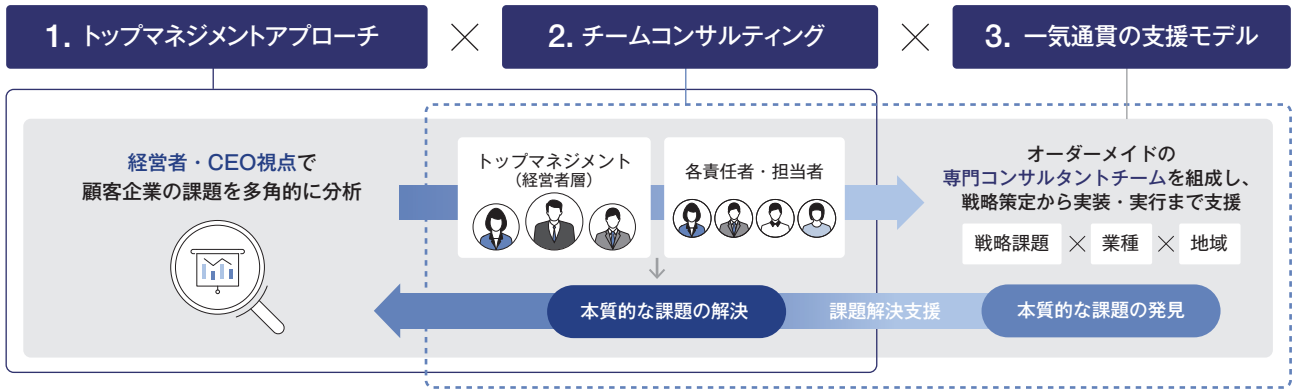 1. トップマネジメントアプローチ
×
2. チームコンサルティング
×
3. 一気通貫の支援モデル
経営者・CEO視点で
顧客企業の課題を多角的に分析
トップマネジメント
（経営者層）
各責任者・担当者
オーダーメイドの
専門コンサルタントチームを組成し、
戦略策定から実装・実行まで支援
戦略課題 × 業種 × 地域
本質的な課題の解決
課題解決支援
本質的な課題の発見